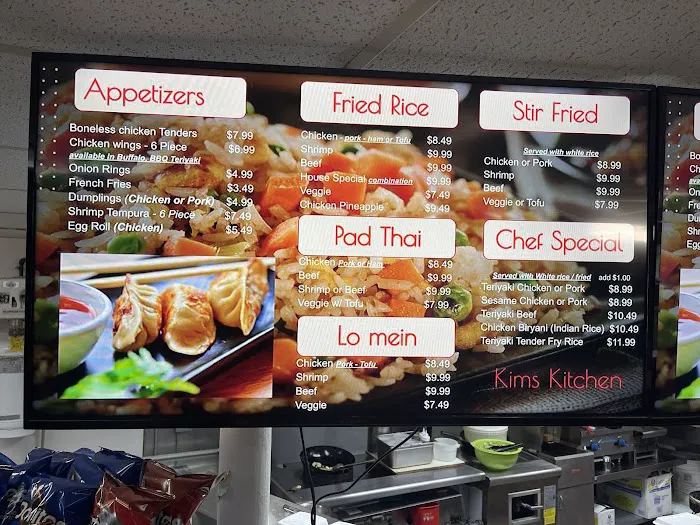 Appetizers
Boneless chicken Tenders $7.99
Chicken wings - 6 Piece $6.99
available in Buffalo, BBQ Teriyaki
Onion Rings $4.99
French Fries $3.49
Dumplings (Chicken or Pork) $4.99
Shrimp Tempura - 6 Piece $7.49
Egg Roll (Chicken) $5.49
Fried Rice
Chicken - pork - ham or Tofu $8.49
Shrimp $9.99
Beef $9.99
House Special combination $9.99
Veggie $7.49
Chicken Pineapple $9.49
Pad Thai
Chicken Pork or Ham $8.49
Beef $9.99
Shrimp or Beef $9.99
Veggie w/ Tofu $7.99
Lo mein
Chicken Pork - Tofu $8.49
Shrimp $9.99
Beef $9.99
Veggie $7.49
Stir Fried
Served with white rice
Chicken or Pork $8.99
Shrimp $9.99
Beef $9.99
Veggie or Tofu $7.99
Chef Special
Served with White rice / fried add $1.00
Teriyaki Chicken or Pork $8.99
Sesame Chicken or Pork $8.99
Teriyaki Beef $10.49
Chicken Biryani (Indian Rice) $10.49
Teriyaki Tender Fry Rice $11.99
Kims Kitchen